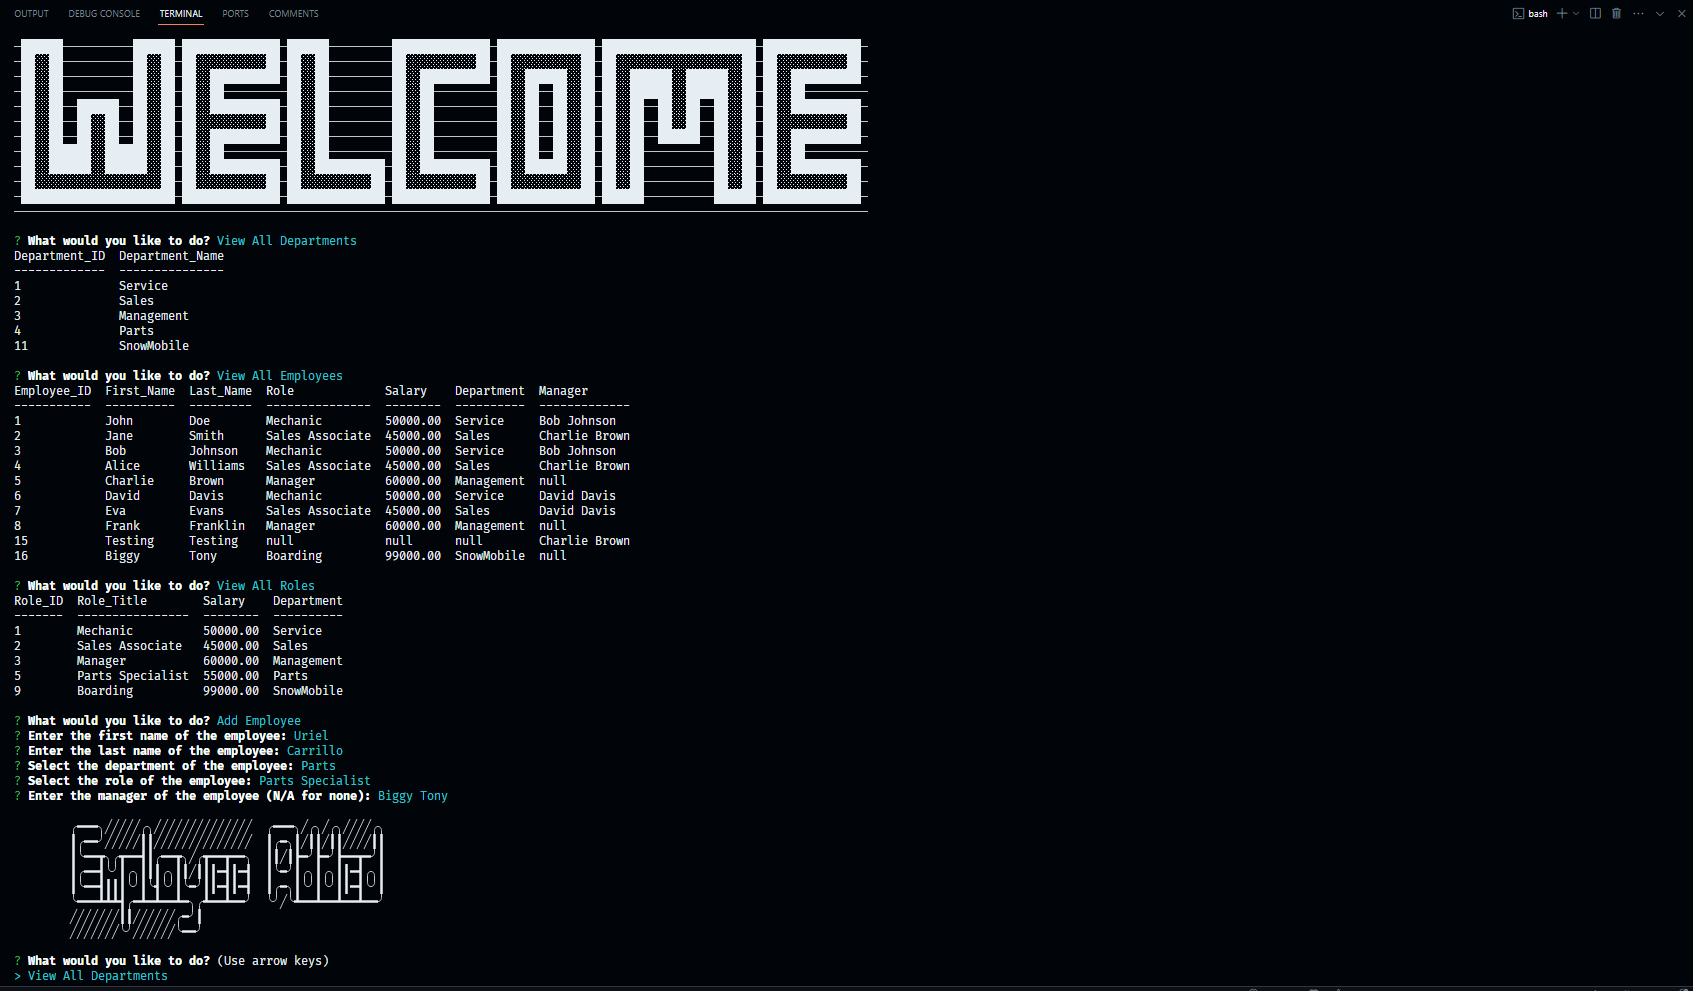 OUTPUT DEBUG CONSOLE TERMINAL PORTS COMMENTS bash
WELCOME
? What would you like to do? View All Departments
Department_ID  Department_Name
-------------  ---------------
1              Service
2              Sales
3              Management
4              Parts
11             SnowMobile
? What would you like to do? View All Employees
Employee_ID  First_Name  Last_Name  Role             Salary    Department  Manager
-----------  ----------  ---------  ---------------  --------  ----------  -------------
1            John        Doe        Mechanic         50000.00  Service     Bob Johnson
2            Jane        Smith      Sales Associate  45000.00  Sales       Charlie Brown
3            Bob         Johnson    Mechanic         50000.00  Service     Bob Johnson
4            Alice       Williams   Sales Associate  45000.00  Sales       Charlie Brown
5            Charlie     Brown      Manager          60000.00  Management  null
6            David       Davis      Mechanic         50000.00  Service     David Davis
7            Eva         Evans      Sales Associate  45000.00  Sales       David Davis
8            Frank       Franklin   Manager          60000.00  Management  null
15           Testing     Testing    null             null      null        Charlie Brown
16           Biggy       Tony       Boarding         99000.00  SnowMobile  null
? What would you like to do? View All Roles
Role_ID  Role_Title        Salary    Department
-------  ----------------  --------  ----------
1        Mechanic          50000.00  Service
2        Sales Associate   45000.00  Sales
3        Manager           60000.00  Management
5        Parts Specialist  55000.00  Parts
9        Boarding          99000.00  SnowMobile
? What would you like to do? Add Employee
? Enter the first name of the employee: Uriel
? Enter the last name of the employee: Carrillo
? Select the department of the employee: Parts
? Select the role of the employee: Parts Specialist
? Enter the manager of the employee (N/A for none): Biggy Tony
Employee Added
? What would you like to do? (Use arrow keys)
> View All Departments